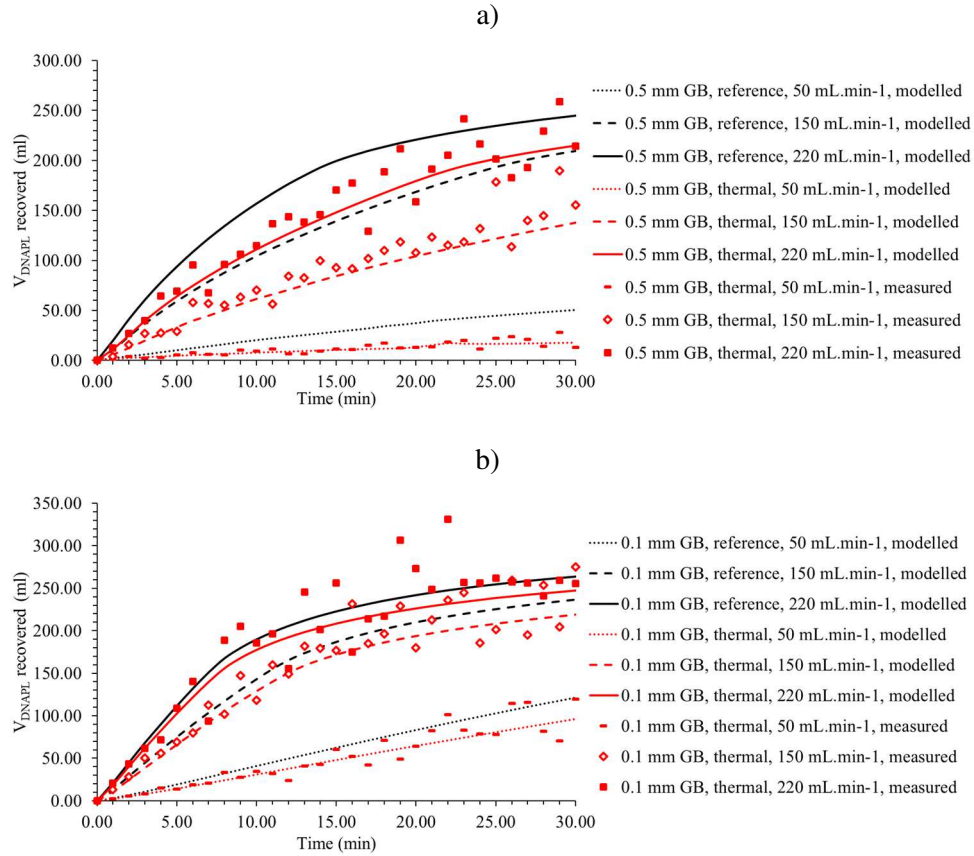 a)
300.00
250.00
200.00
150.00
100.00
50.00
0.00
V_DNAPL recoverd (ml)
0.00 5.00 10.00 15.00 20.00 25.00 30.00
Time (min)
0.5 mm GB, reference, 50 mL.min-1, modelled
0.5 mm GB, reference, 150 mL.min-1, modelled
0.5 mm GB, reference, 220 mL.min-1, modelled
0.5 mm GB, thermal, 50 mL.min-1, modelled
0.5 mm GB, thermal, 150 mL.min-1, modelled
0.5 mm GB, thermal, 220 mL.min-1, modelled
0.5 mm GB, thermal, 50 mL.min-1, measured
0.5 mm GB, thermal, 150 mL.min-1, measured
0.5 mm GB, thermal, 220 mL.min-1, measured
b)
350.00
300.00
250.00
200.00
150.00
100.00
50.00
0.00
V_DNAPL recovered (ml)
0.00 5.00 10.00 15.00 20.00 25.00 30.00
Time (min)
0.1 mm GB, reference, 50 mL.min-1, modelled
0.1 mm GB, reference, 150 mL.min-1, modelled
0.1 mm GB, reference, 220 mL.min-1, modelled
0.1 mm GB, thermal, 50 mL.min-1, modelled
0.1 mm GB, thermal, 150 mL.min-1, modelled
0.1 mm GB, thermal, 220 mL.min-1, modelled
0.1 mm GB, thermal, 50 mL.min-1, measured
0.1 mm GB, thermal, 150 mL.min-1, measured
0.1 mm GB, thermal, 220 mL.min-1, measured